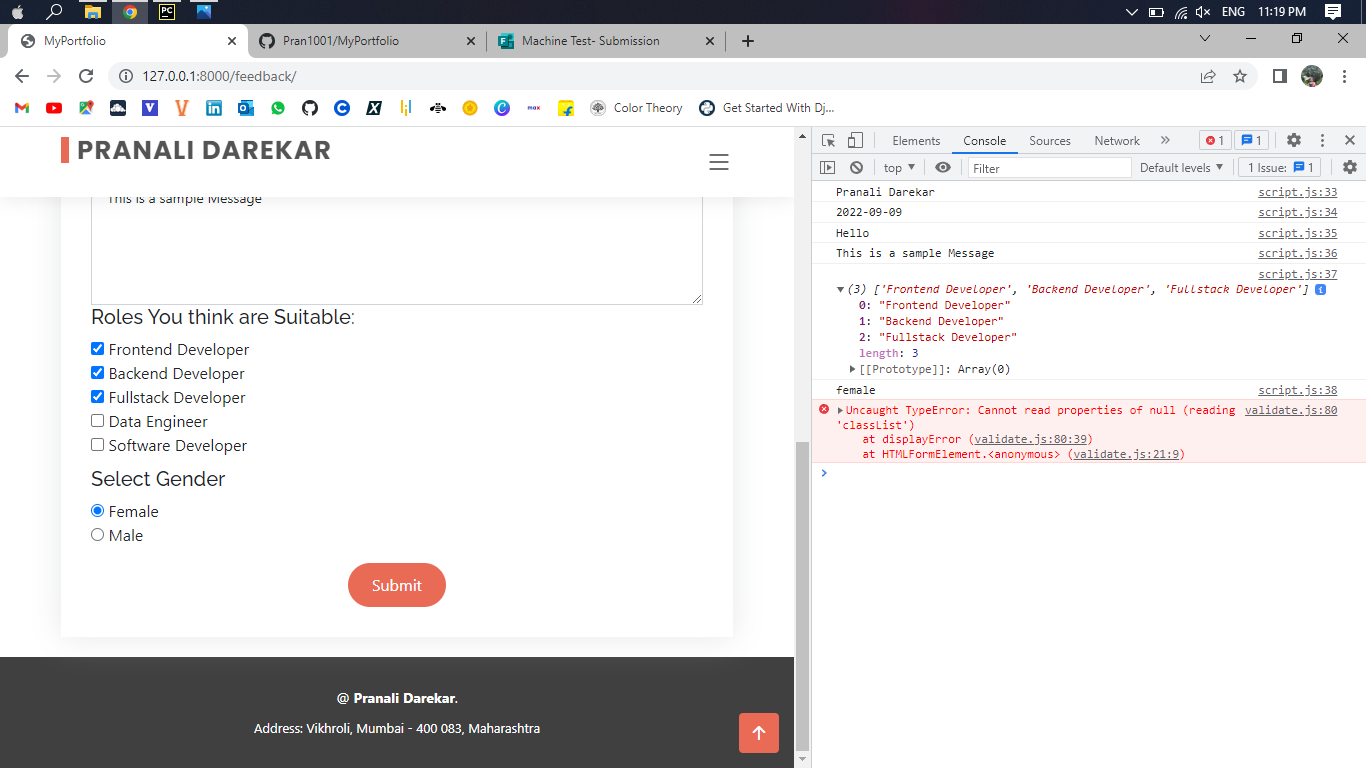 ENG 11:19 PM
MyPortfolio
Pran1001/MyPortfolio
Machine Test- Submission
127.0.0.1:8000/feedback/
Color Theory
Get Started With Dj...
PRANALI DAREKAR
This is a sample Message
Roles You think are Suitable:
Frontend Developer
Backend Developer
Fullstack Developer
Data Engineer
Software Developer
Select Gender
Female
Male
Submit
@ Pranali Darekar.
Address: Vikhroli, Mumbai - 400 083, Maharashtra
Elements Console Sources Network » 1 1
top ▼ Filter Default levels ▼ 1 Issue: 1
Pranali Darekar script.js:33
2022-09-09 script.js:34
Hello script.js:35
This is a sample Message script.js:36
script.js:37
(3) ['Frontend Developer', 'Backend Developer', 'Fullstack Developer'] i
0: "Frontend Developer"
1: "Backend Developer"
2: "Fullstack Developer"
length: 3
[[Prototype]]: Array(0)
female script.js:38
Uncaught TypeError: Cannot read properties of null (reading validate.js:80
'classList')
at displayError (validate.js:80:39)
at HTMLFormElement.<anonymous> (validate.js:21:9)